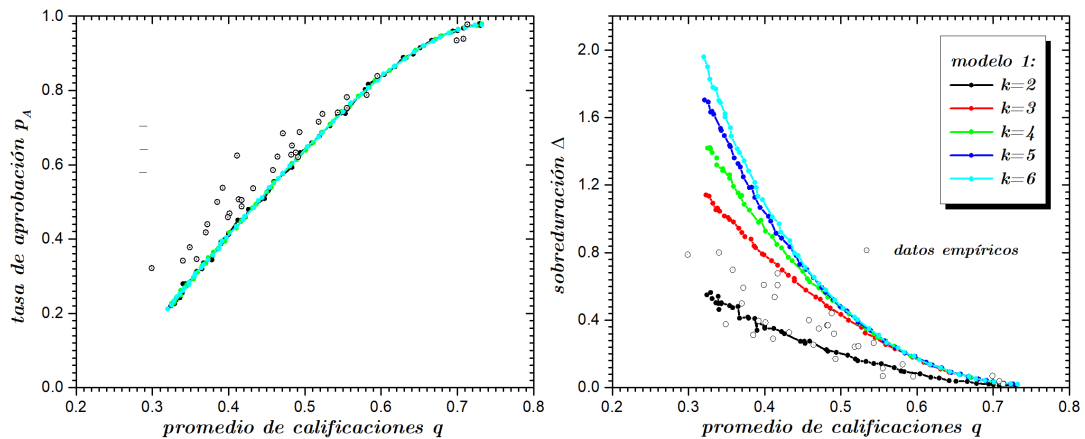 1.0
0.8
0.6
0.4
0.2
0.0
0.2 0.3 0.4 0.5 0.6 0.7 0.8
tasa de aprobación p_A
promedio de calificaciones q
2.0
1.6
1.2
0.8
0.4
0.0
0.2 0.3 0.4 0.5 0.6 0.7 0.8
sobreduración Δ
promedio de calificaciones q
modelo 1:
k=2
k=3
k=4
k=5
k=6
datos empíricos